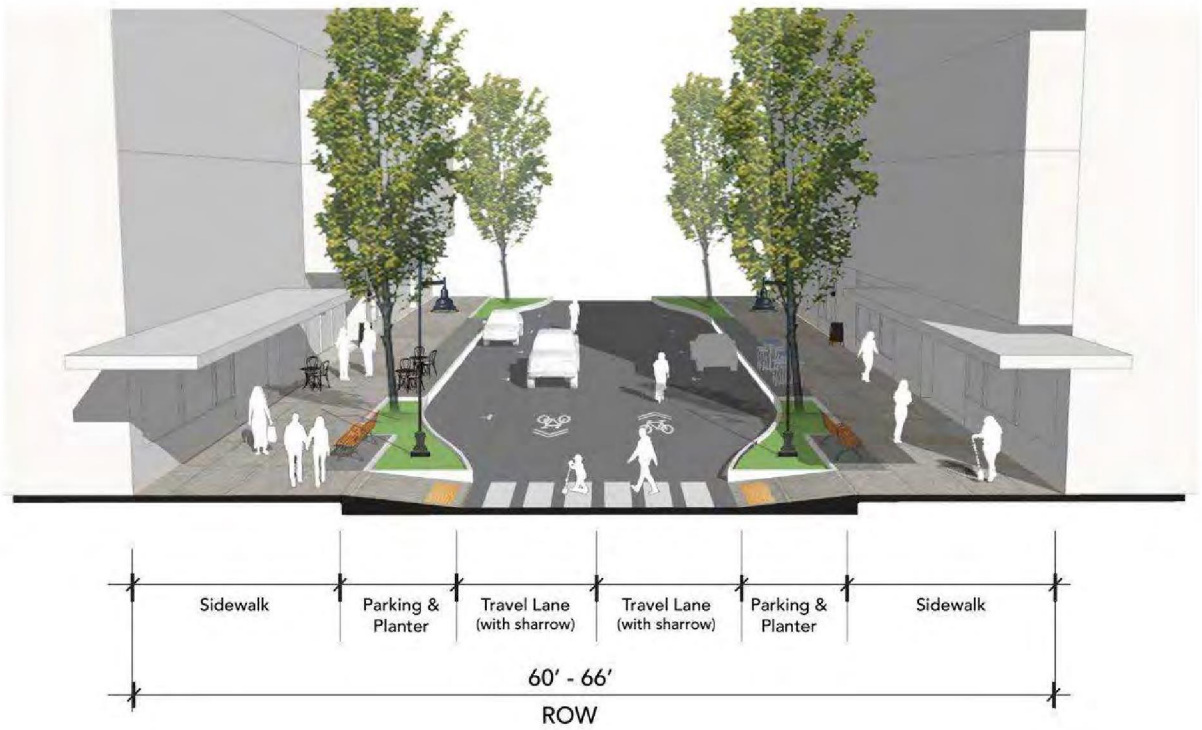 Sidewalk
Parking &
Planter
Travel Lane
(with sharrow)
Travel Lane
(with sharrow)
Parking &
Planter
Sidewalk
60' - 66'
ROW